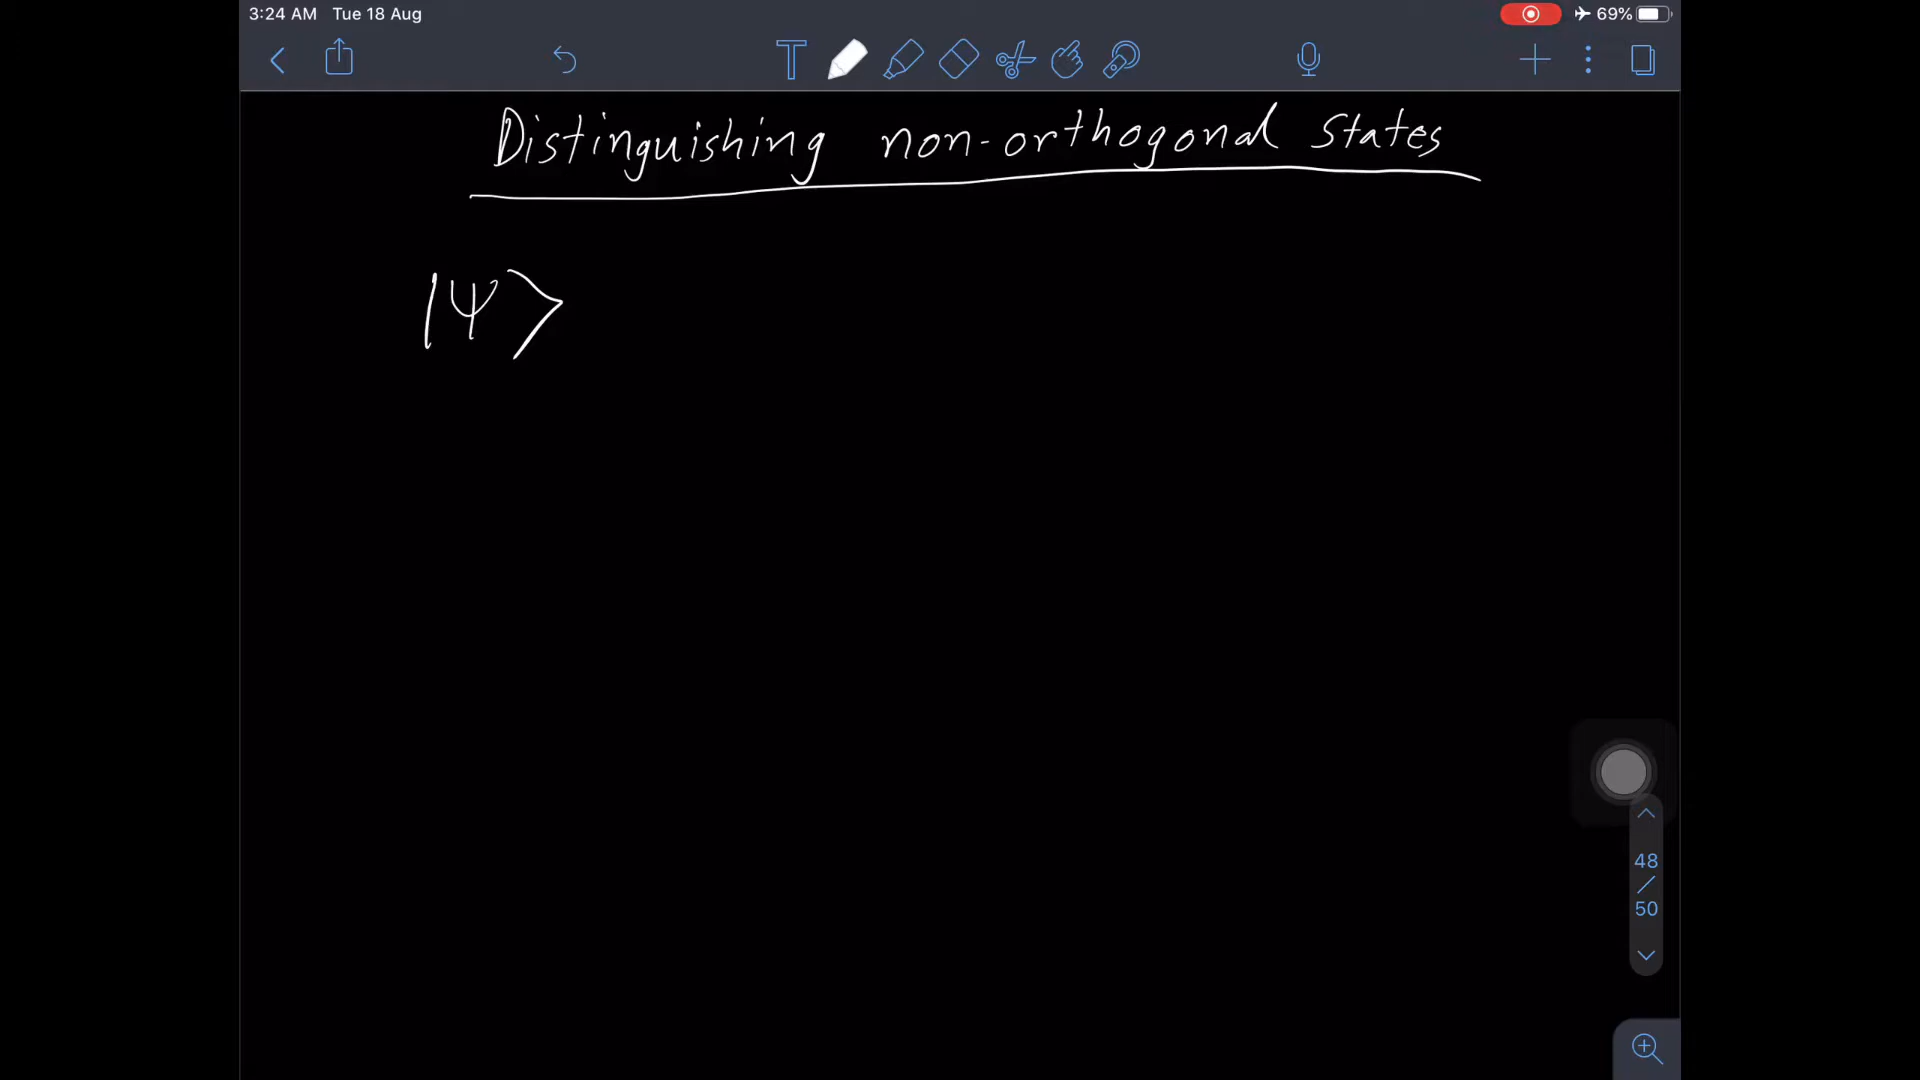 3:24 AM Tue 18 Aug 69%
T
Distinguishing non-orthogonal States
|Ψ⟩
48
/
50